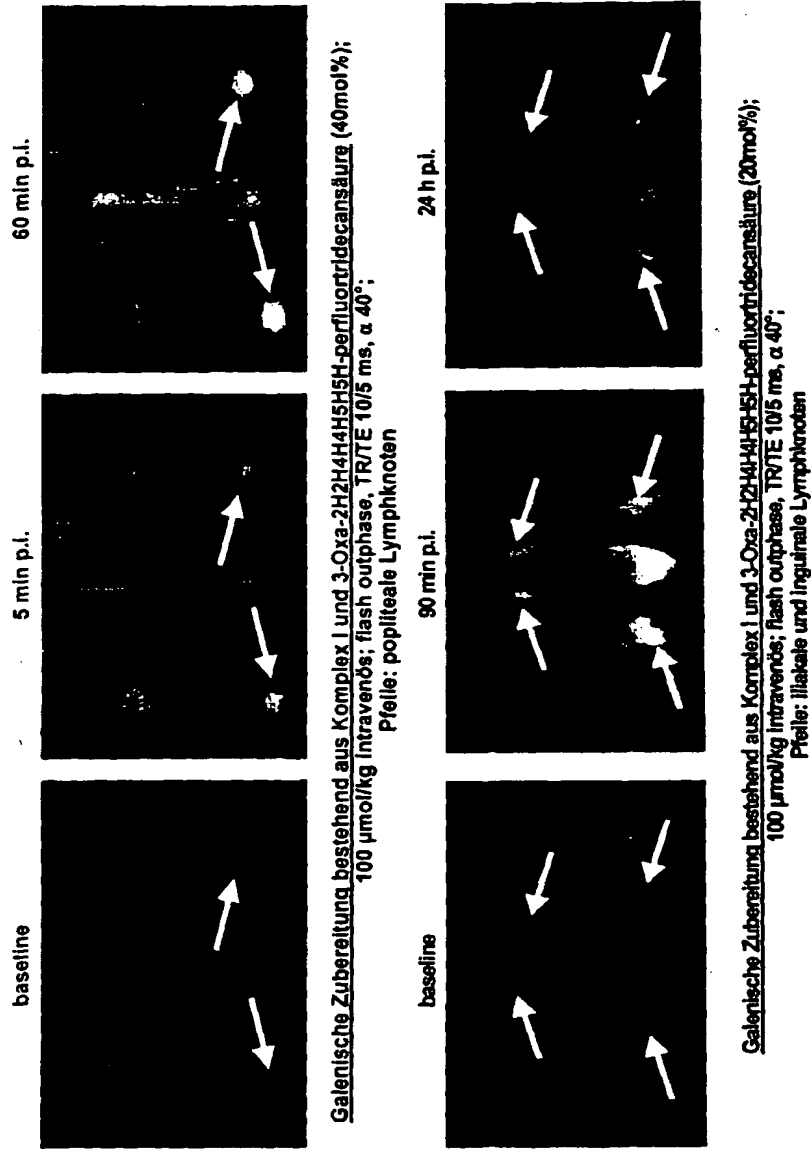 baseline
5 min p.i.
60 min p.i.
Galenische Zubereitung bestehend aus Komplex I und 3-Oxa-2H2H4H4H5H5H-perfluortridecansäure (40mol%);
100 µmol/kg intravenös; flash outphase, TR/TE 10/5 ms, α 40°;
Pfeile: popliteale Lymphknoten
baseline
90 min p.i.
24 h p.i.
Galenische Zubereitung bestehend aus Komplex I und 3-Oxa-2H2H4H4H5H5H-perfluortridecansäure (20mol%);
100 µmol/kg intravenös; flash outphase, TR/TE 10/5 ms, α 40°;
Pfeile: iliakale und inguinale Lymphknoten